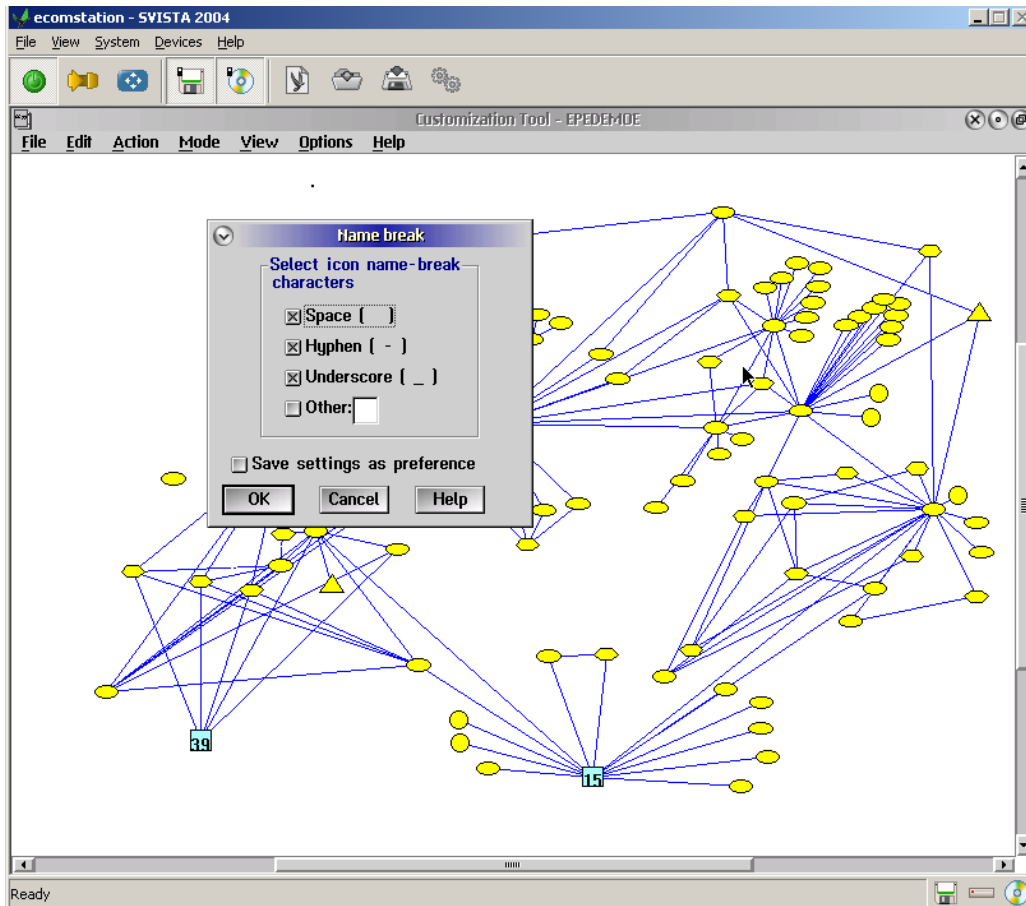 ecomstation - SVISTA 2004
File View System Devices Help
Customization Tool - EPEDEMOE
File Edit Action Mode View Options Help
Name break
Select icon name-break
characters
Space ( )
Hyphen ( - )
Underscore ( _ )
Other:
Save settings as preference
OK Cancel Help
39
15
Ready